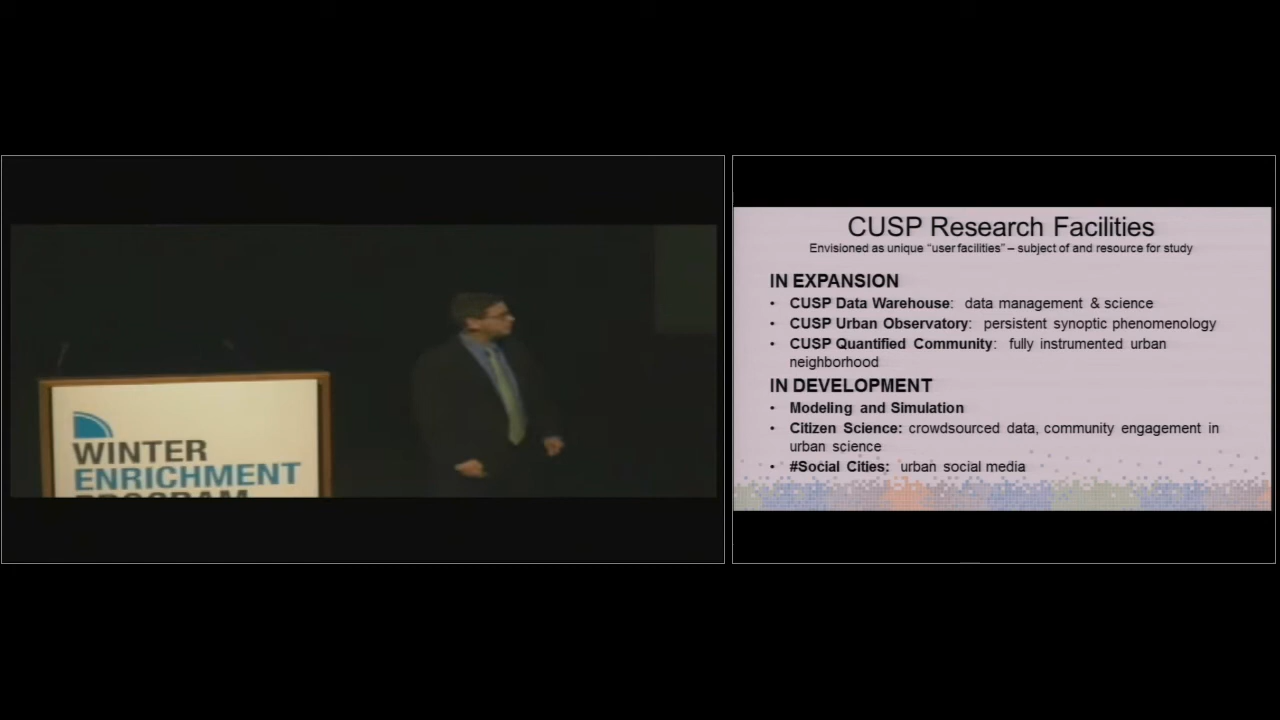 WINTER
ENRICHMENT
PROGRAM
CUSP Research Facilities
Envisioned as unique “user facilities” – subject of and resource for study
IN EXPANSION
• CUSP Data Warehouse: data management & science
• CUSP Urban Observatory: persistent synoptic phenomenology
• CUSP Quantified Community: fully instrumented urban
neighborhood
IN DEVELOPMENT
• Modeling and Simulation
• Citizen Science: crowdsourced data, community engagement in
urban science
• #Social Cities: urban social media